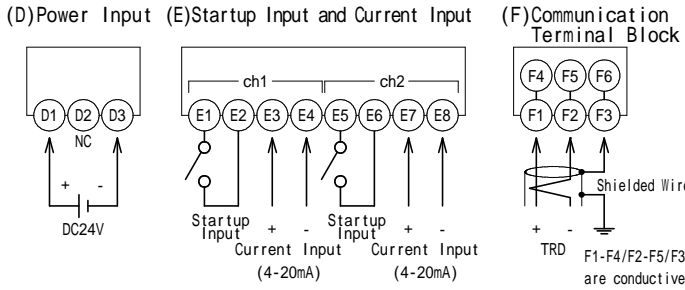 (D)Power Input
(E)Startup Input and Current Input
(F)Communication
Terminal Block
ch1
ch2
F4 F5 F6
D1 D2 D3
E1 E2 E3 E4 E5 E6 E7 E8
F1 F2 F3
NC
+ -
DC24V
Startup
Input
+ -
Current Input
(4-20mA)
Startup
Input
+ -
Current Input
(4-20mA)
Shielded Wire
+ -
TRD
F1-F4/F2-F5/F3
are conductive